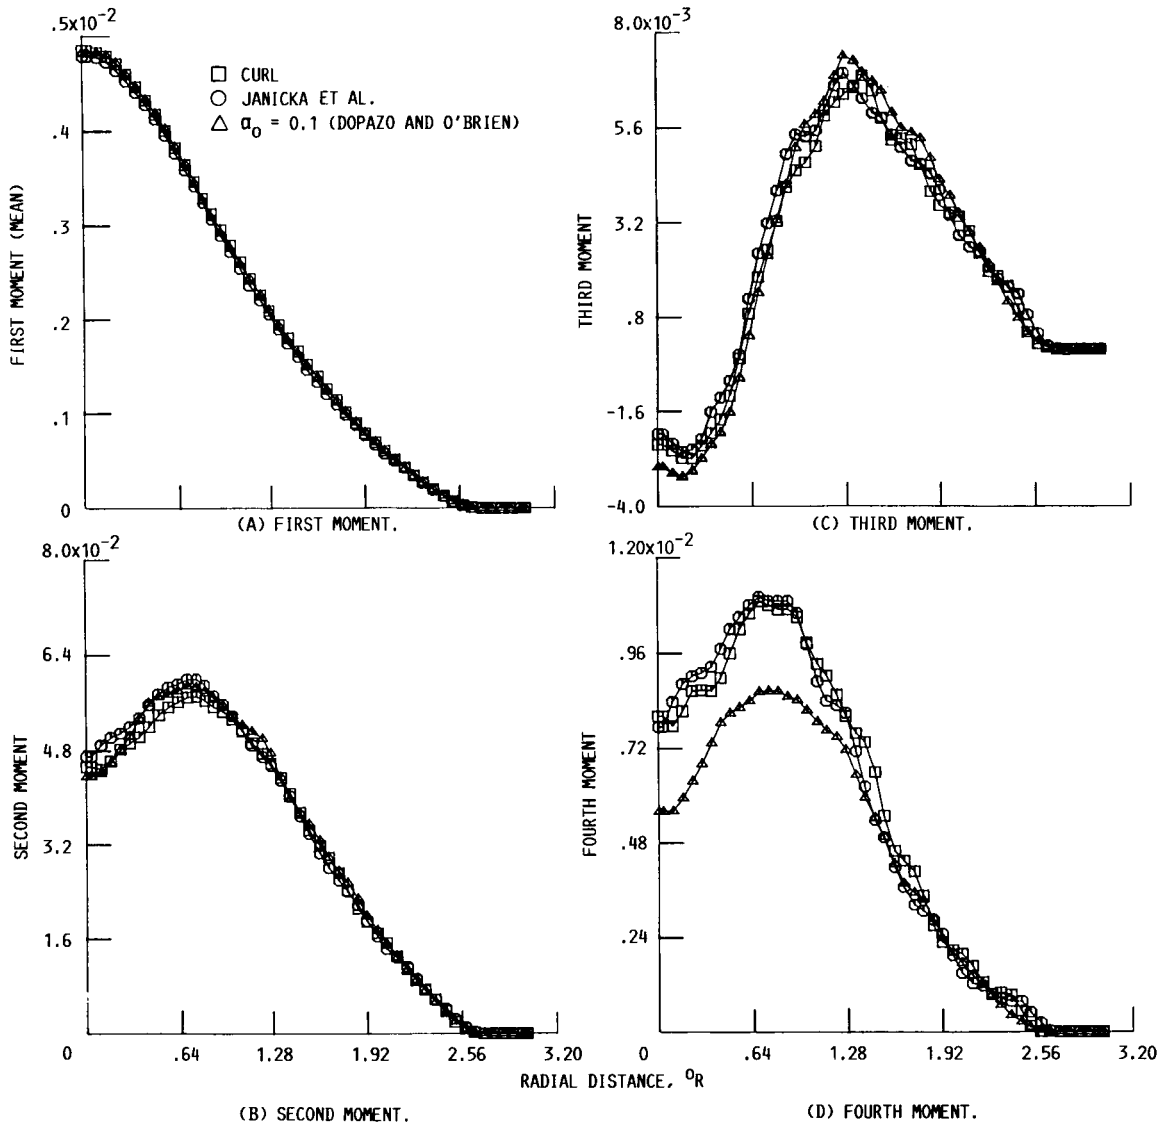 .5x10-2
.4
.3
.2
.1
0
FIRST MOMENT (MEAN)
□ CURL
○ JANICKA ET AL.
△ αo = 0.1 (DOPAZO AND O'BRIEN)
(A) FIRST MOMENT.
8.0x10-3
5.6
3.2
.8
-1.6
-4.0
THIRD MOMENT
(C) THIRD MOMENT.
8.0x10-2
6.4
4.8
3.2
1.6
0
SECOND MOMENT
.64
1.28
1.92
2.56
3.20
1.20x10-2
.96
.72
.48
.24
0
FOURTH MOMENT
.64
1.28
1.92
2.56
3.20
RADIAL DISTANCE, OR
(B) SECOND MOMENT.
(D) FOURTH MOMENT.